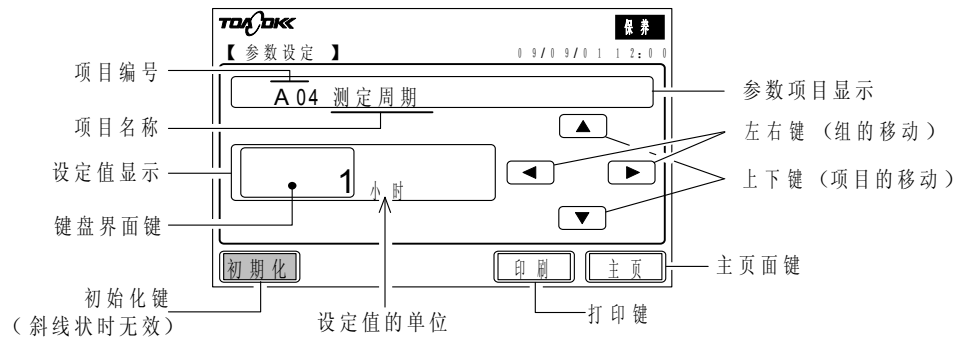 TOADKK
保养
【 参数设定 】
09/09/01 12:00
项目编号
A04 测定周期
参数项目显示
项目名称
左右键（组的移动）
设定值显示
1
小时
上下键（项目的移动）
键盘界面键
初期化
印刷
主页
主页面键
初始化键
（斜线状时无效）
设定值的单位
打印键